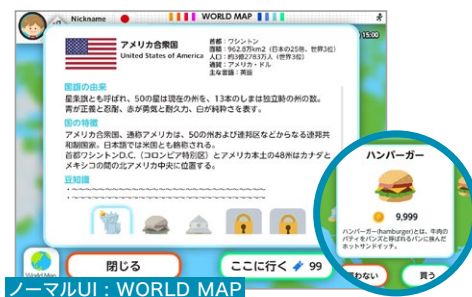 Nickname
WORLD MAP
15:00
アメリカ合衆国
United States of America
首都：ワシントン
面積：962.8万km2（日本の25倍、世界3位）
人口：約3億2783万人（世界3位）
通貨：アメリカ・ドル
主な言語：英語
国旗の由来
星条旗とも呼ばれ、50の星は現在の州を、13本のしまは独立時の州の数。
青が正義と忍耐、赤が勇気と耐久力、白が純粋さを表す。
国の特徴
アメリカ合衆国、通称アメリカは、50の州および連邦区などからなる連邦共
和制国家。日本語では米国とも略称される。
首都ワシントンD.C.（コロンビア特別区）とアメリカ本土の48州はカナダと
メキシコの間の北アメリカ中央に位置する。
豆知識
ハンバーガー
9,999
ハンバーガー(hamburger)とは、牛肉の
パティをバンズと呼ばれるパンに挟んだ
ホットサンドイッチ。
World Map
閉じる
ここに行く 99
買わない
買う
ノーマルUI：WORLD MAP